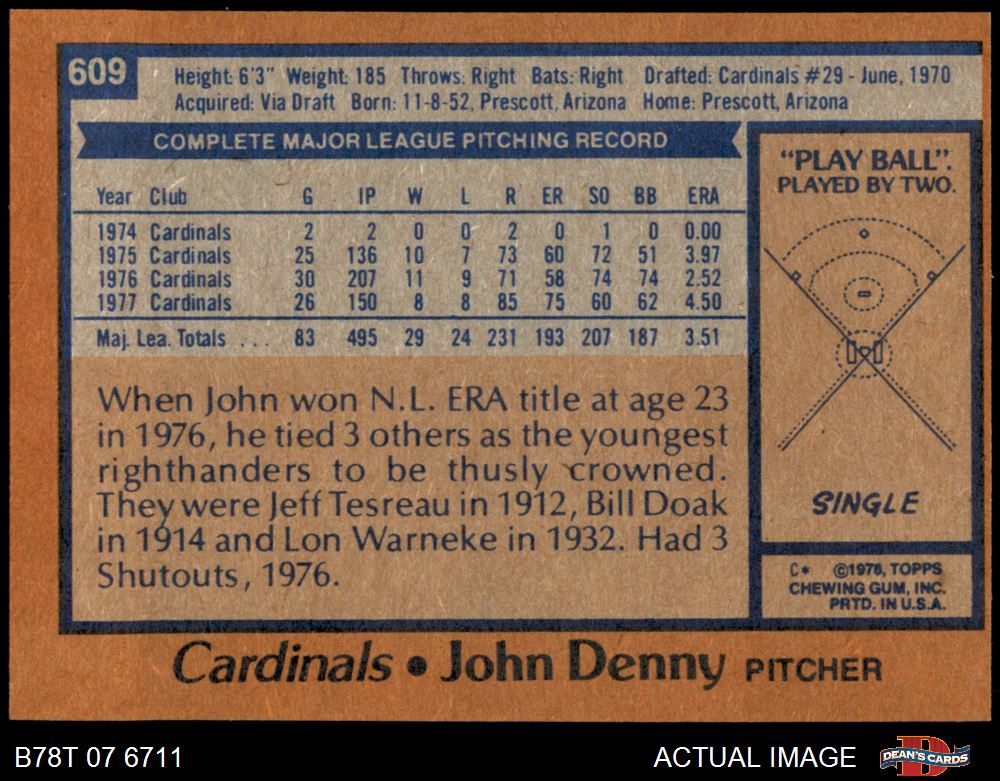 609
Height: 6'3" Weight: 185 Throws: Right Bats: Right Drafted: Cardinals #29 - June, 1970
Acquired: Via Draft Born: 11-8-52, Prescott, Arizona Home: Prescott, Arizona
COMPLETE MAJOR LEAGUE PITCHING RECORD
Year Club G IP W L R ER SO BB ERA
1974 Cardinals 2 2 0 0 2 0 1 0 0.00
1975 Cardinals 25 136 10 7 73 60 72 51 3.97
1976 Cardinals 30 207 11 9 71 58 74 74 2.52
1977 Cardinals 26 150 8 8 85 75 60 62 4.50
Maj. Lea. Totals . . . 83 495 29 24 231 193 207 187 3.51
When John won N.L. ERA title at age 23
in 1976, he tied 3 others as the youngest
righthanders to be thusly crowned.
They were Jeff Tesreau in 1912, Bill Doak
in 1914 and Lon Warneke in 1932. Had 3
Shutouts, 1976.
"PLAY BALL".
PLAYED BY TWO.
SINGLE
C* ©1978, TOPPS
CHEWING GUM, INC.
PRTD. IN U.S.A.
Cardinals • John Denny PITCHER
B78T 07 6711 ACTUAL IMAGE DEAN'S CARDS